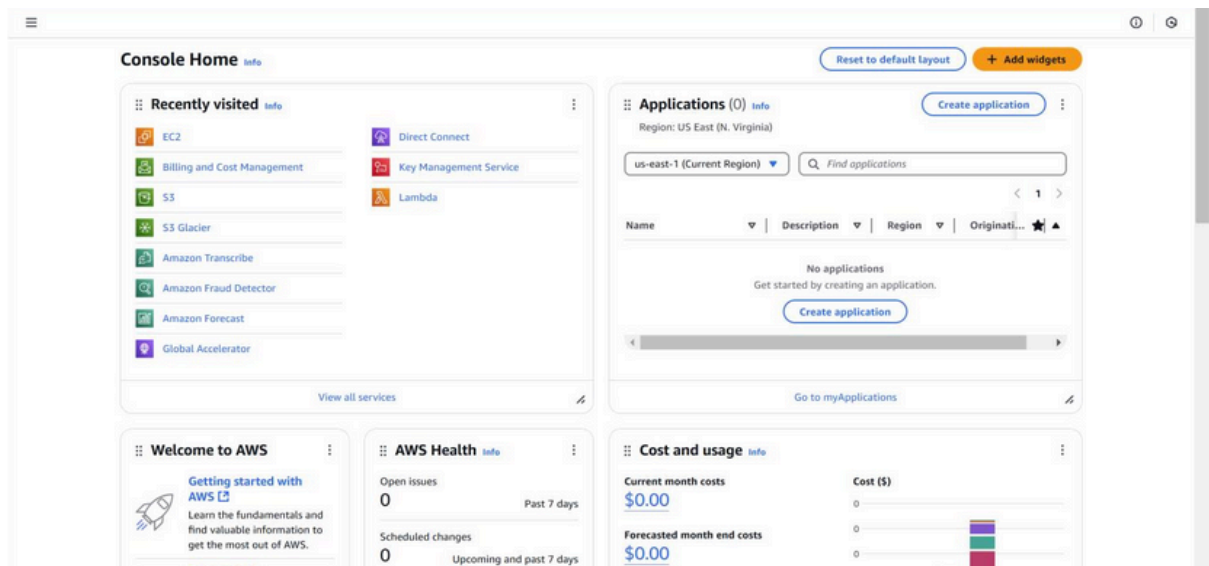 Console Home Info
Reset to default layout
+ Add widgets
Recently visited Info
EC2
Billing and Cost Management
S3
S3 Glacier
Amazon Transcribe
Amazon Fraud Detector
Amazon Forecast
Global Accelerator
Direct Connect
Key Management Service
Lambda
View all services
Applications (0) Info
Create application
Region: US East (N. Virginia)
us-east-1 (Current Region)
Find applications
1
Name Description Region Originati...
No applications
Get started by creating an application.
Create application
Go to myApplications
Welcome to AWS
Getting started with
AWS
Learn the fundamentals and
find valuable information to
get the most out of AWS.
AWS Health Info
Open issues
0 Past 7 days
Scheduled changes
0 Upcoming and past 7 days
Cost and usage Info
Current month costs
$0.00
Forecasted month end costs
$0.00
Cost ($)
0
0
0